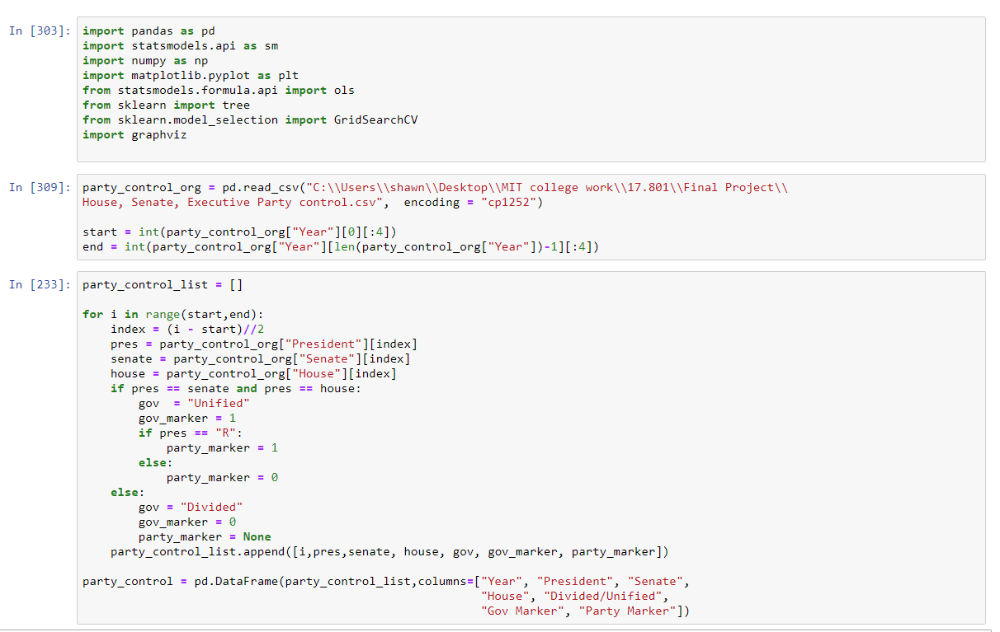 In [303]:
import pandas as pd
import statsmodels.api as sm
import numpy as np
import matplotlib.pyplot as plt
from statsmodels.formula.api import ols
from sklearn import tree
from sklearn.model_selection import GridSearchCV
import graphviz
In [309]:
party_control_org = pd.read_csv("C:\\Users\\shawn\\Desktop\\MIT college work\\17.801\\Final Project\\
House, Senate, Executive Party control.csv",  encoding = "cp1252")
start = int(party_control_org["Year"][0][:4])
end = int(party_control_org["Year"][len(party_control_org["Year"])-1][:4])
In [233]:
party_control_list = []
for i in range(start,end):
    index = (i - start)//2
    pres = party_control_org["President"][index]
    senate = party_control_org["Senate"][index]
    house = party_control_org["House"][index]
    if pres == senate and pres == house:
        gov  = "Unified"
        gov_marker = 1
        if pres == "R":
            party_marker = 1
        else:
            party_marker = 0
    else:
        gov = "Divided"
        gov_marker = 0
        party_marker = None
    party_control_list.append([i,pres,senate, house, gov, gov_marker, party_marker])
party_control = pd.DataFrame(party_control_list,columns=["Year", "President", "Senate",
                                                         "House", "Divided/Unified",
                                                         "Gov Marker", "Party Marker"])